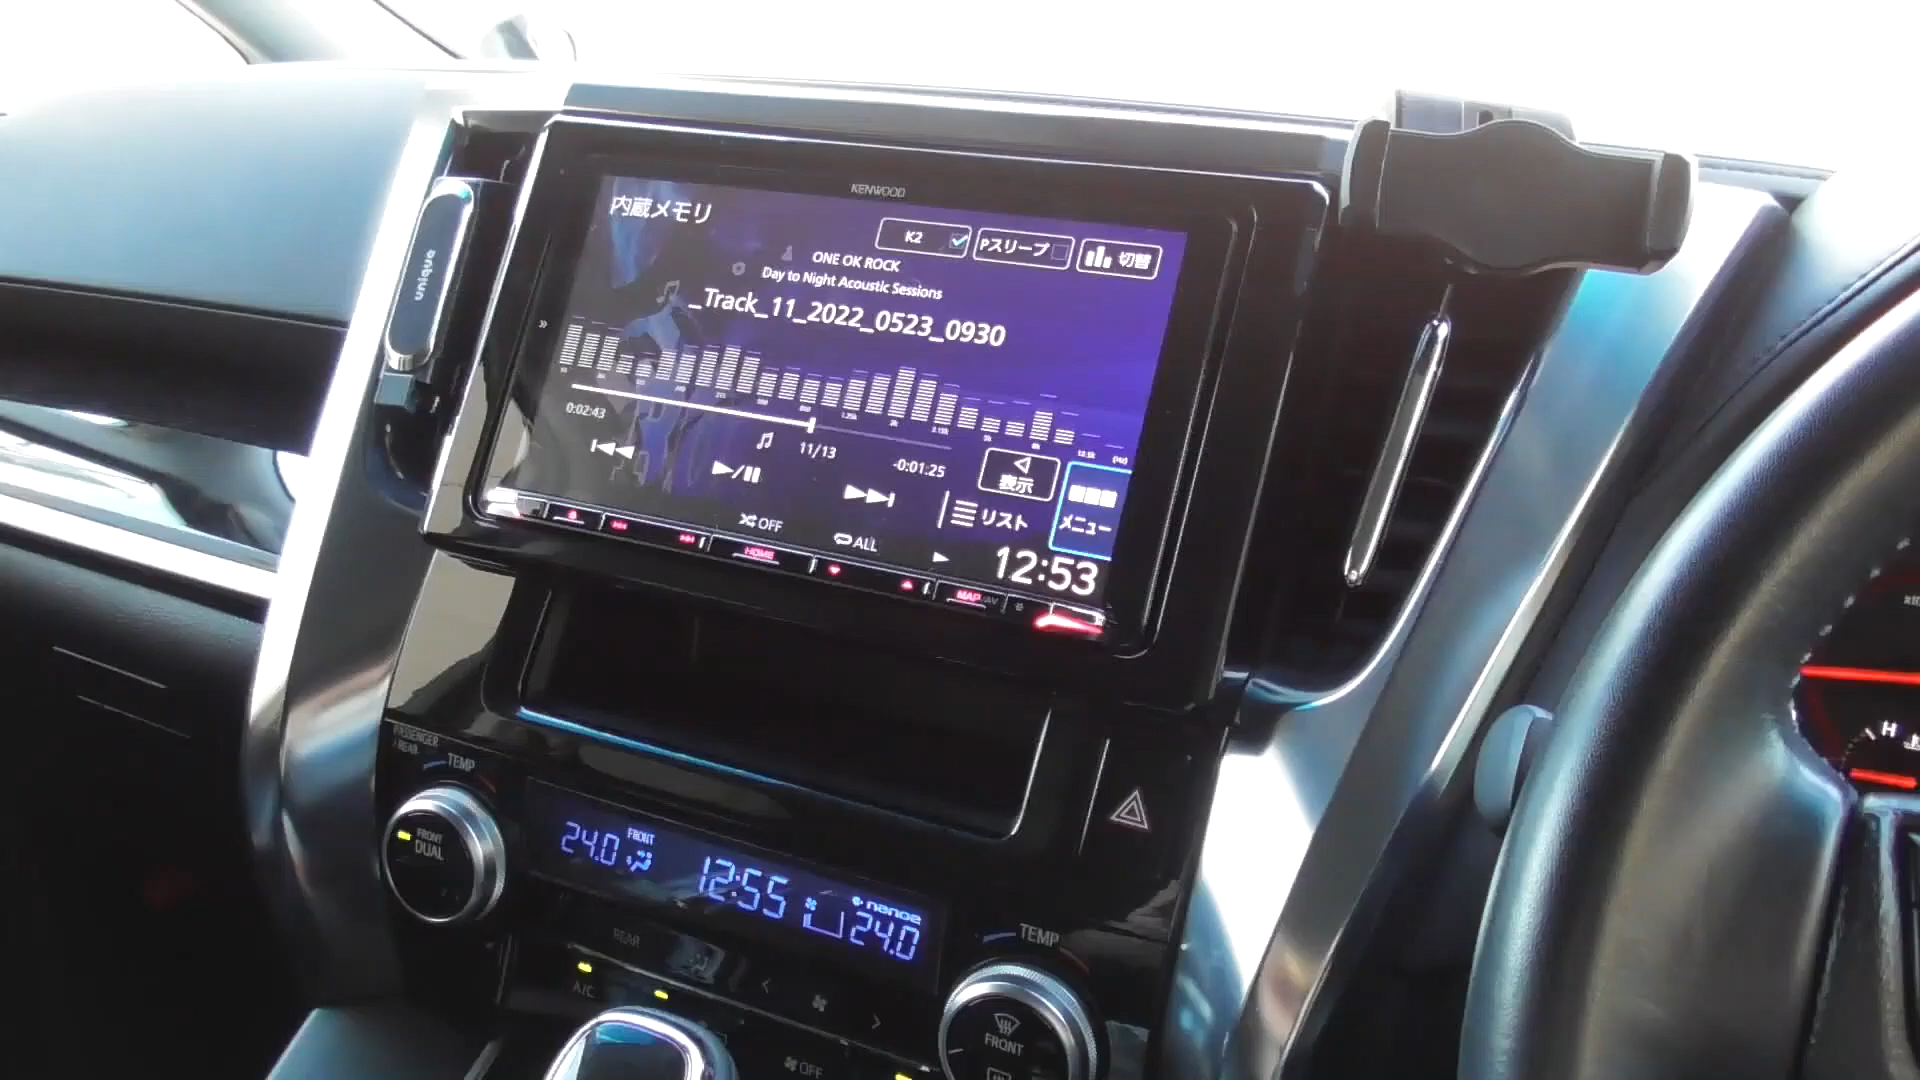 KENWOOD
内蔵メモリ
K2
Pスリープ
切替
ONE OK ROCK
Day to Night Acoustic Sessions
_Track_11_2022_0523_0930
0:02:43
11/13
-0:01:25
表示
メニュー
リスト
OFF
ALL
12:53
HOME
MAP
PASSENGER
/ REAR
TEMP
FRONT
DUAL
24.0
FRONT
12:55
nanoe
24.0
REAR
A/C
TEMP
FRONT
OFF
H